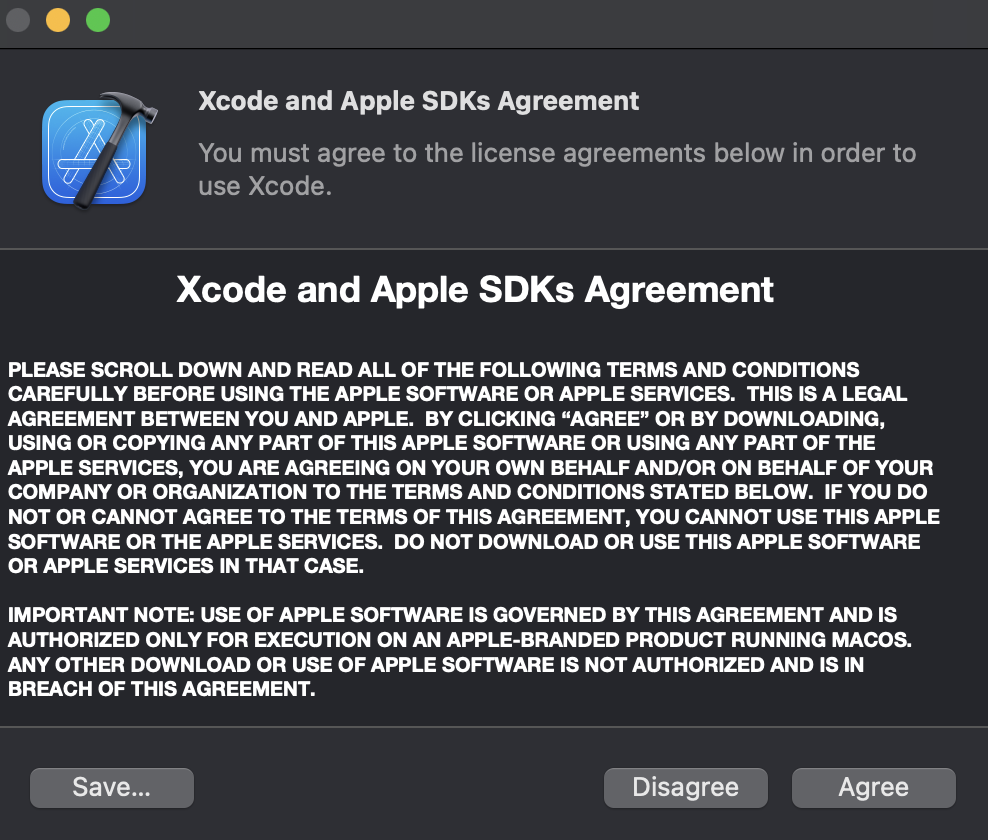 Xcode and Apple SDKs Agreement
You must agree to the license agreements below in order to
use Xcode.
Xcode and Apple SDKs Agreement
PLEASE SCROLL DOWN AND READ ALL OF THE FOLLOWING TERMS AND CONDITIONS
CAREFULLY BEFORE USING THE APPLE SOFTWARE OR APPLE SERVICES.  THIS IS A LEGAL
AGREEMENT BETWEEN YOU AND APPLE.  BY CLICKING “AGREE” OR BY DOWNLOADING,
USING OR COPYING ANY PART OF THIS APPLE SOFTWARE OR USING ANY PART OF THE
APPLE SERVICES, YOU ARE AGREEING ON YOUR OWN BEHALF AND/OR ON BEHALF OF YOUR
COMPANY OR ORGANIZATION TO THE TERMS AND CONDITIONS STATED BELOW.  IF YOU DO
NOT OR CANNOT AGREE TO THE TERMS OF THIS AGREEMENT, YOU CANNOT USE THIS APPLE
SOFTWARE OR THE APPLE SERVICES.  DO NOT DOWNLOAD OR USE THIS APPLE SOFTWARE
OR APPLE SERVICES IN THAT CASE.
IMPORTANT NOTE: USE OF APPLE SOFTWARE IS GOVERNED BY THIS AGREEMENT AND IS
AUTHORIZED ONLY FOR EXECUTION ON AN APPLE-BRANDED PRODUCT RUNNING MACOS.
ANY OTHER DOWNLOAD OR USE OF APPLE SOFTWARE IS NOT AUTHORIZED AND IS IN
BREACH OF THIS AGREEMENT.
Save... Disagree Agree